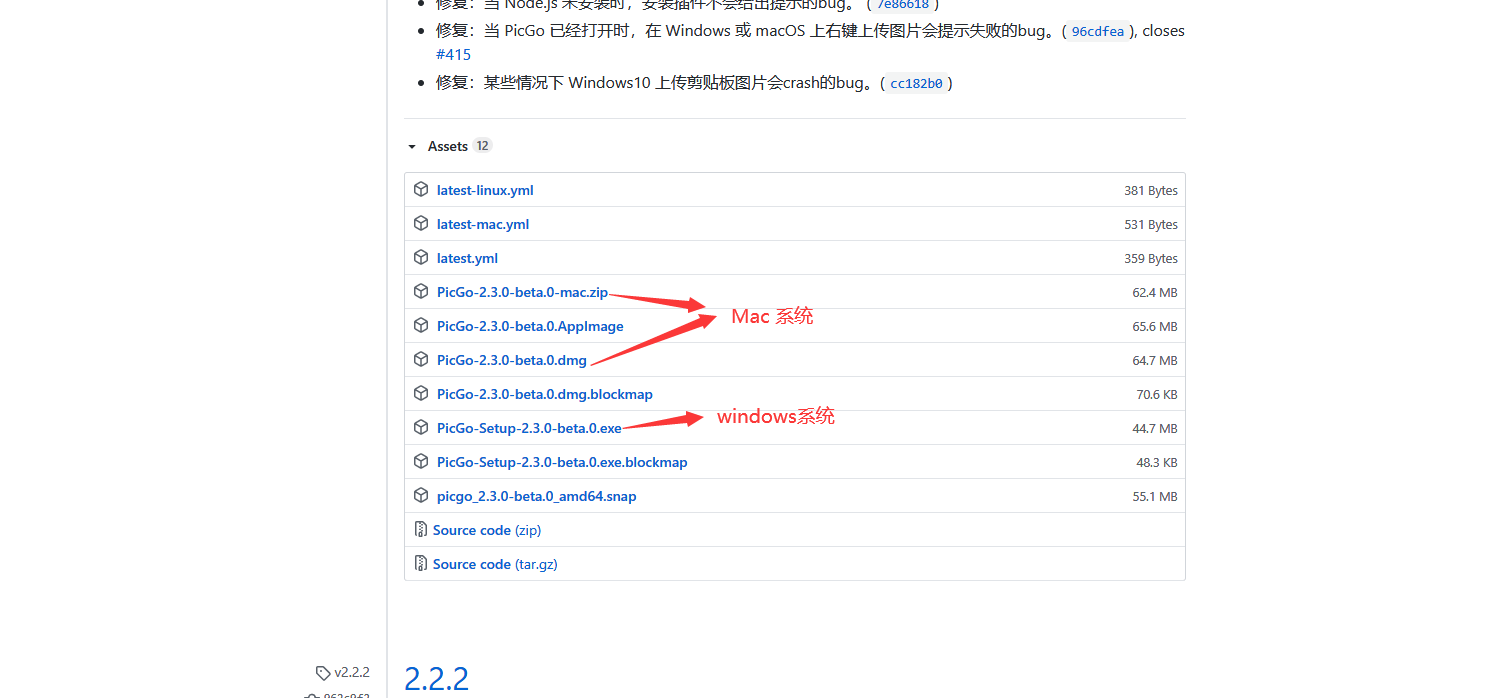 修复：当 Node.js 未安装时，安装插件不会给出提示的bug。 ( 7e86618 )
修复：当 PicGo 已经打开时，在 Windows 或 macOS 上右键上传图片会提示失败的bug。( 96cdfea ), closes
#415
修复：某些情况下 Windows10 上传剪贴板图片会crash的bug。( cc182b0 )
Assets 12
latest-linux.yml 381 Bytes
latest-mac.yml 531 Bytes
latest.yml 359 Bytes
PicGo-2.3.0-beta.0-mac.zip 62.4 MB
Mac 系统
PicGo-2.3.0-beta.0.AppImage 65.6 MB
PicGo-2.3.0-beta.0.dmg 64.7 MB
PicGo-2.3.0-beta.0.dmg.blockmap 70.6 KB
windows系统
PicGo-Setup-2.3.0-beta.0.exe 44.7 MB
PicGo-Setup-2.3.0-beta.0.exe.blockmap 48.3 KB
picgo_2.3.0-beta.0_amd64.snap 55.1 MB
Source code (zip)
Source code (tar.gz)
v2.2.2
2.2.2